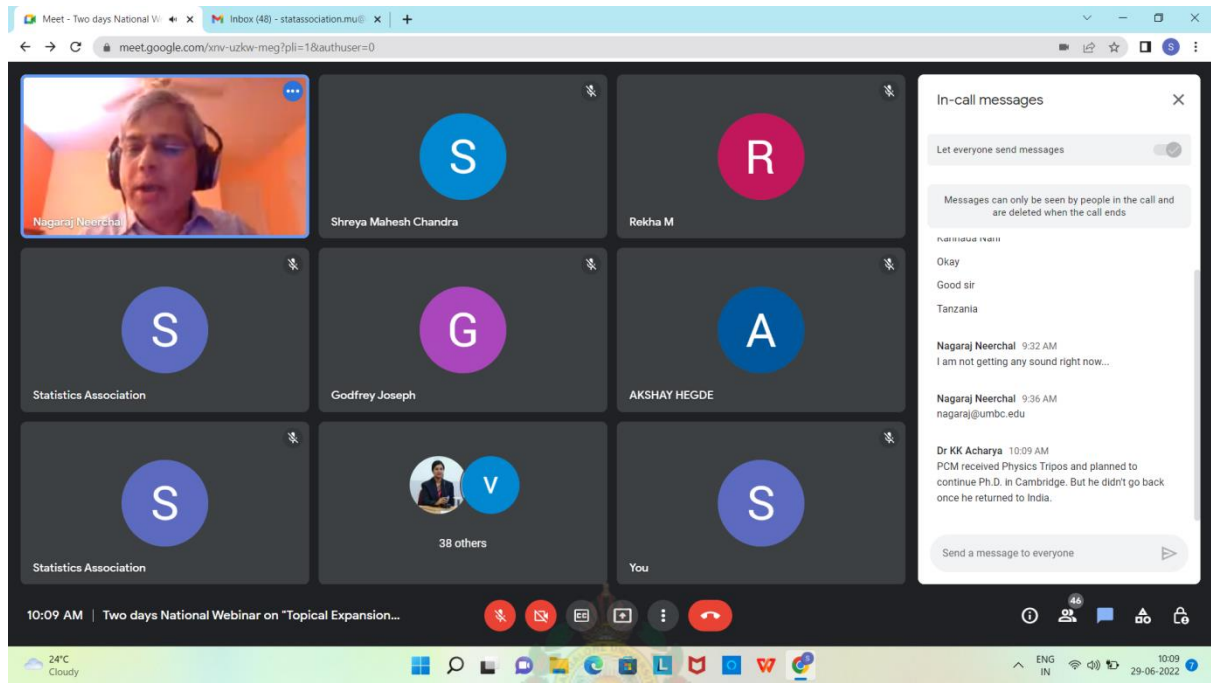 Meet - Two days National W
Inbox (48) - statassociation.mu@
meet.google.com/xnv-uzkw-meg?pli=1&authuser=0
S
Nagaraj Neerchal
S
Shreya Mahesh Chandra
R
Rekha M
S
Statistics Association
G
Godfrey Joseph
A
AKSHAY HEGDE
S
Statistics Association
V
38 others
S
You
In-call messages
Let everyone send messages
Messages can only be seen by people in the call and
are deleted when the call ends
Okay
Good sir
Tanzania
Nagaraj Neerchal 9:32 AM
I am not getting any sound right now...
Nagaraj Neerchal 9:36 AM
nagaraj@umbc.edu
Dr KK Acharya 10:09 AM
PCM received Physics Tripos and planned to
continue Ph.D. in Cambridge. But he didn't go back
once he returned to India.
Send a message to everyone
10:09 AM | Two days National Webinar on "Topical Expansion...
CC
46
24°C
Cloudy
L
W
ENG
IN
10:09
29-06-2022
7